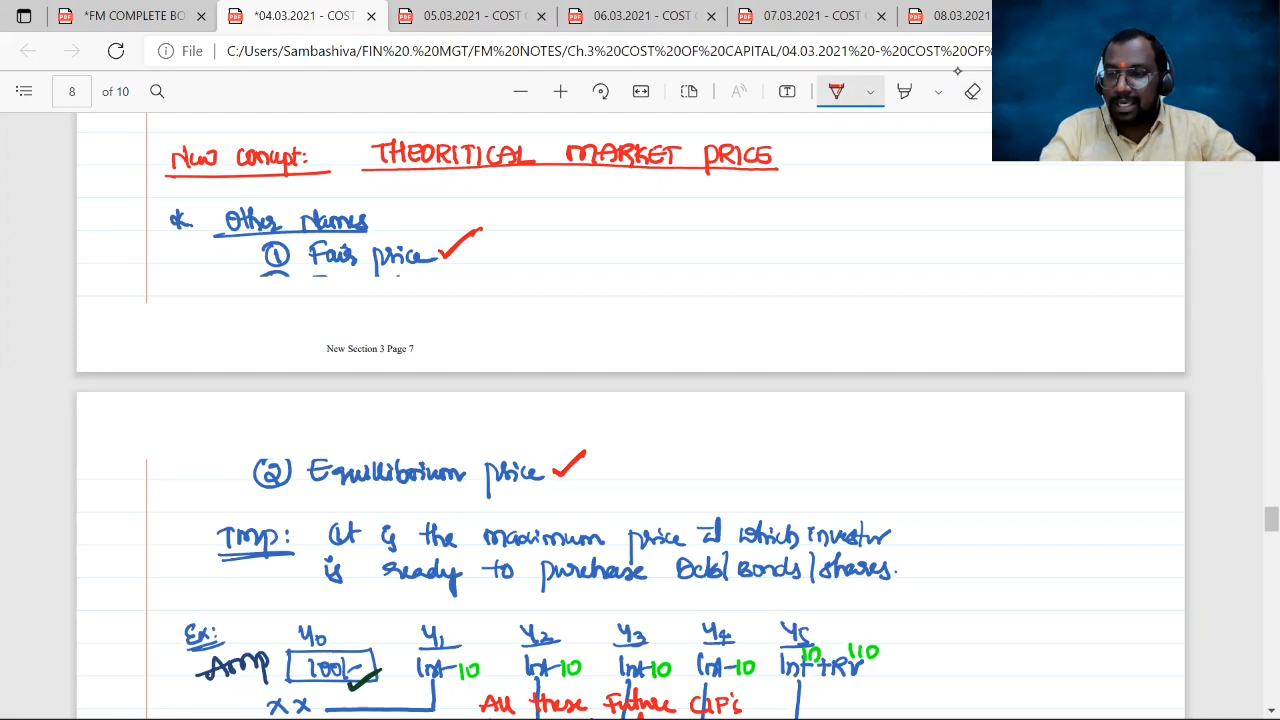 *FM COMPLETE BO
*04.03.2021 - COST C
05.03.2021 - COST C
06.03.2021 - COST C
07.03.2021 - COST C
08.03.2021
File C:/Users/Sambashiva/FIN%20.%20MGT/FM%20NOTES/Ch.3%20COST%20OF%20CAPITAL/04.03.2021%20-%20COST%20OF%
8 of 10
New concept: THEORITICAL MARKET PRICE
* Other Names
① Fair price
New Section 3 Page 7
② Equillibrium price
TMP: It is the maximum price at which investor
is ready to purchase Deb/Bonds/shares.
Ex: Y0 Y1 Y2 Y3 Y4 Y5
AMP 100/- Int-10 Int-10 Int-10 Int-10 Int 10 +RV 110
xx All these Future CIP's